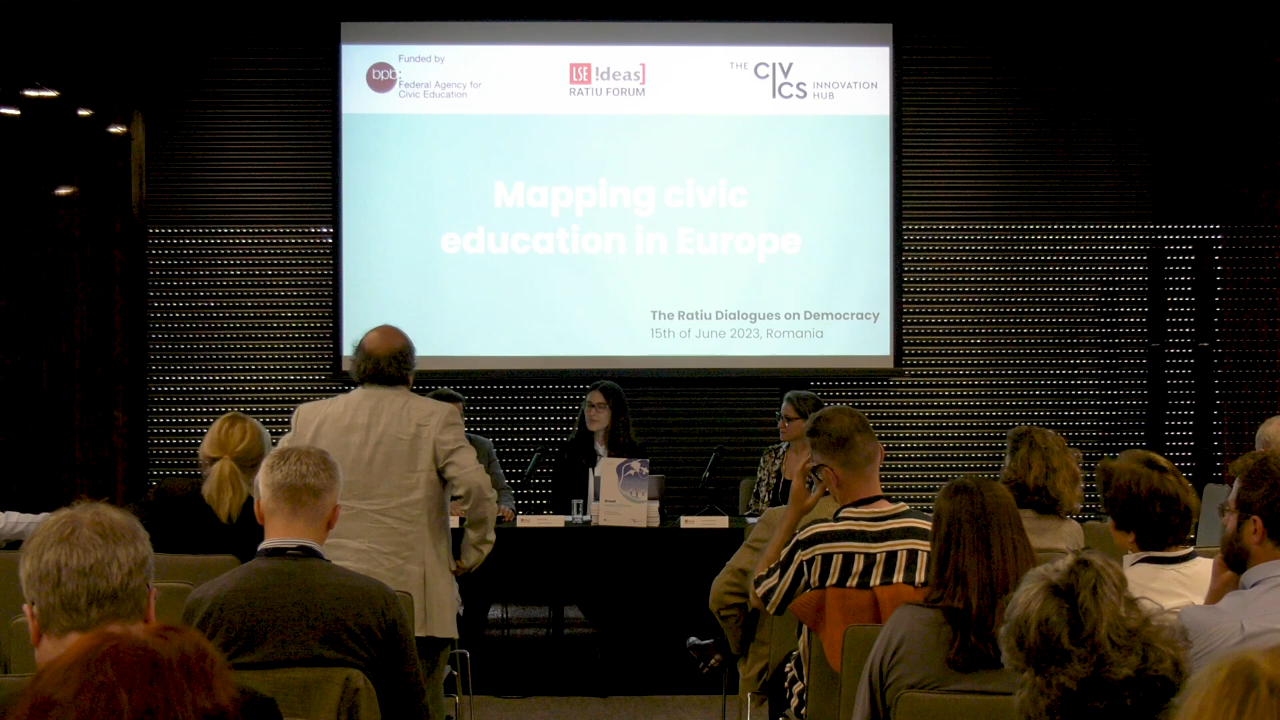 Funded by
bpb:
Federal Agency for
Civic Education
LSE !deas]
RATIU FORUM
THE CIVICS INNOVATION
HUB
Mapping civic
education in Europe
The Ratiu Dialogues on Democracy
15th of June 2023, Romania